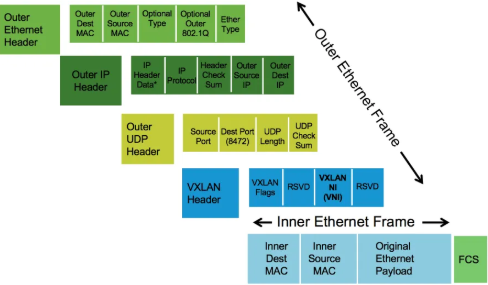 Outer Ethernet Header
Outer Dest MAC
Outer Source MAC
Optional Type
Optional Outer 802.1Q
Ether Type
Outer Ethernet Frame
Outer IP Header
IP Header Data*
IP Protocol
Header Check Sum
Outer Source IP
Outer Dest IP
Outer UDP Header
Source Port
Dest Port (8472)
UDP Length
UDP Check Sum
VXLAN Header
VXLAN Flags
RSVD
VXLAN NI (VNI)
RSVD
Inner Ethernet Frame
Inner Dest MAC
Inner Source MAC
Original Ethernet Payload
FCS